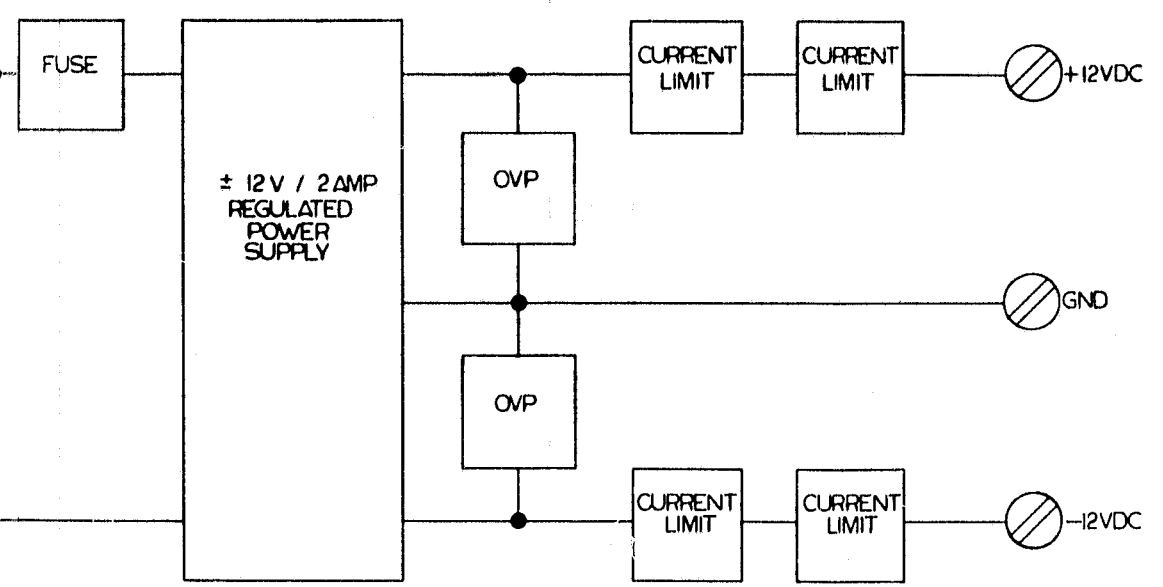 FUSE
CURRENT
LIMIT
CURRENT
LIMIT
+12VDC
OVP
± 12V / 2AMP
REGULATED
POWER
SUPPLY
GND
OVP
CURRENT
LIMIT
CURRENT
LIMIT
-12VDC